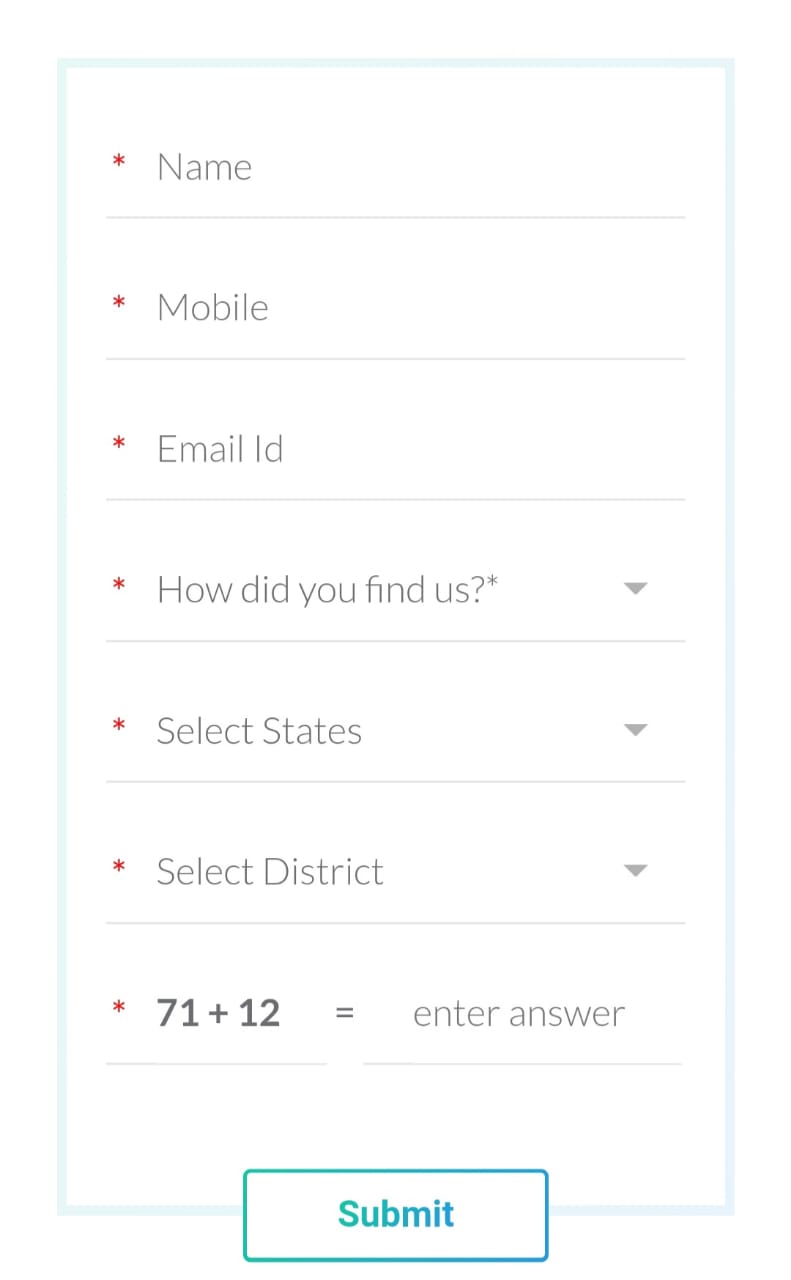 * Name
* Mobile
* Email Id
* How did you find us?*
* Select States
* Select District
* 71 + 12 = enter answer
Submit